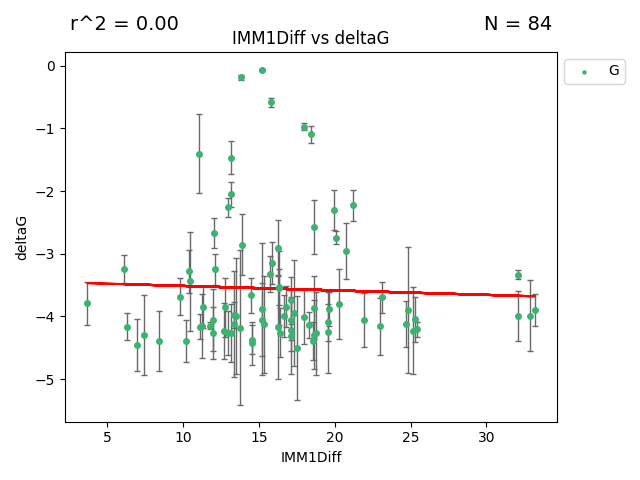 r^2 = 0.00
N = 84
IMM1Diff vs deltaG
G
deltaG
0
−1
−2
−3
−4
−5
5
10
15
20
25
30
IMM1Diff